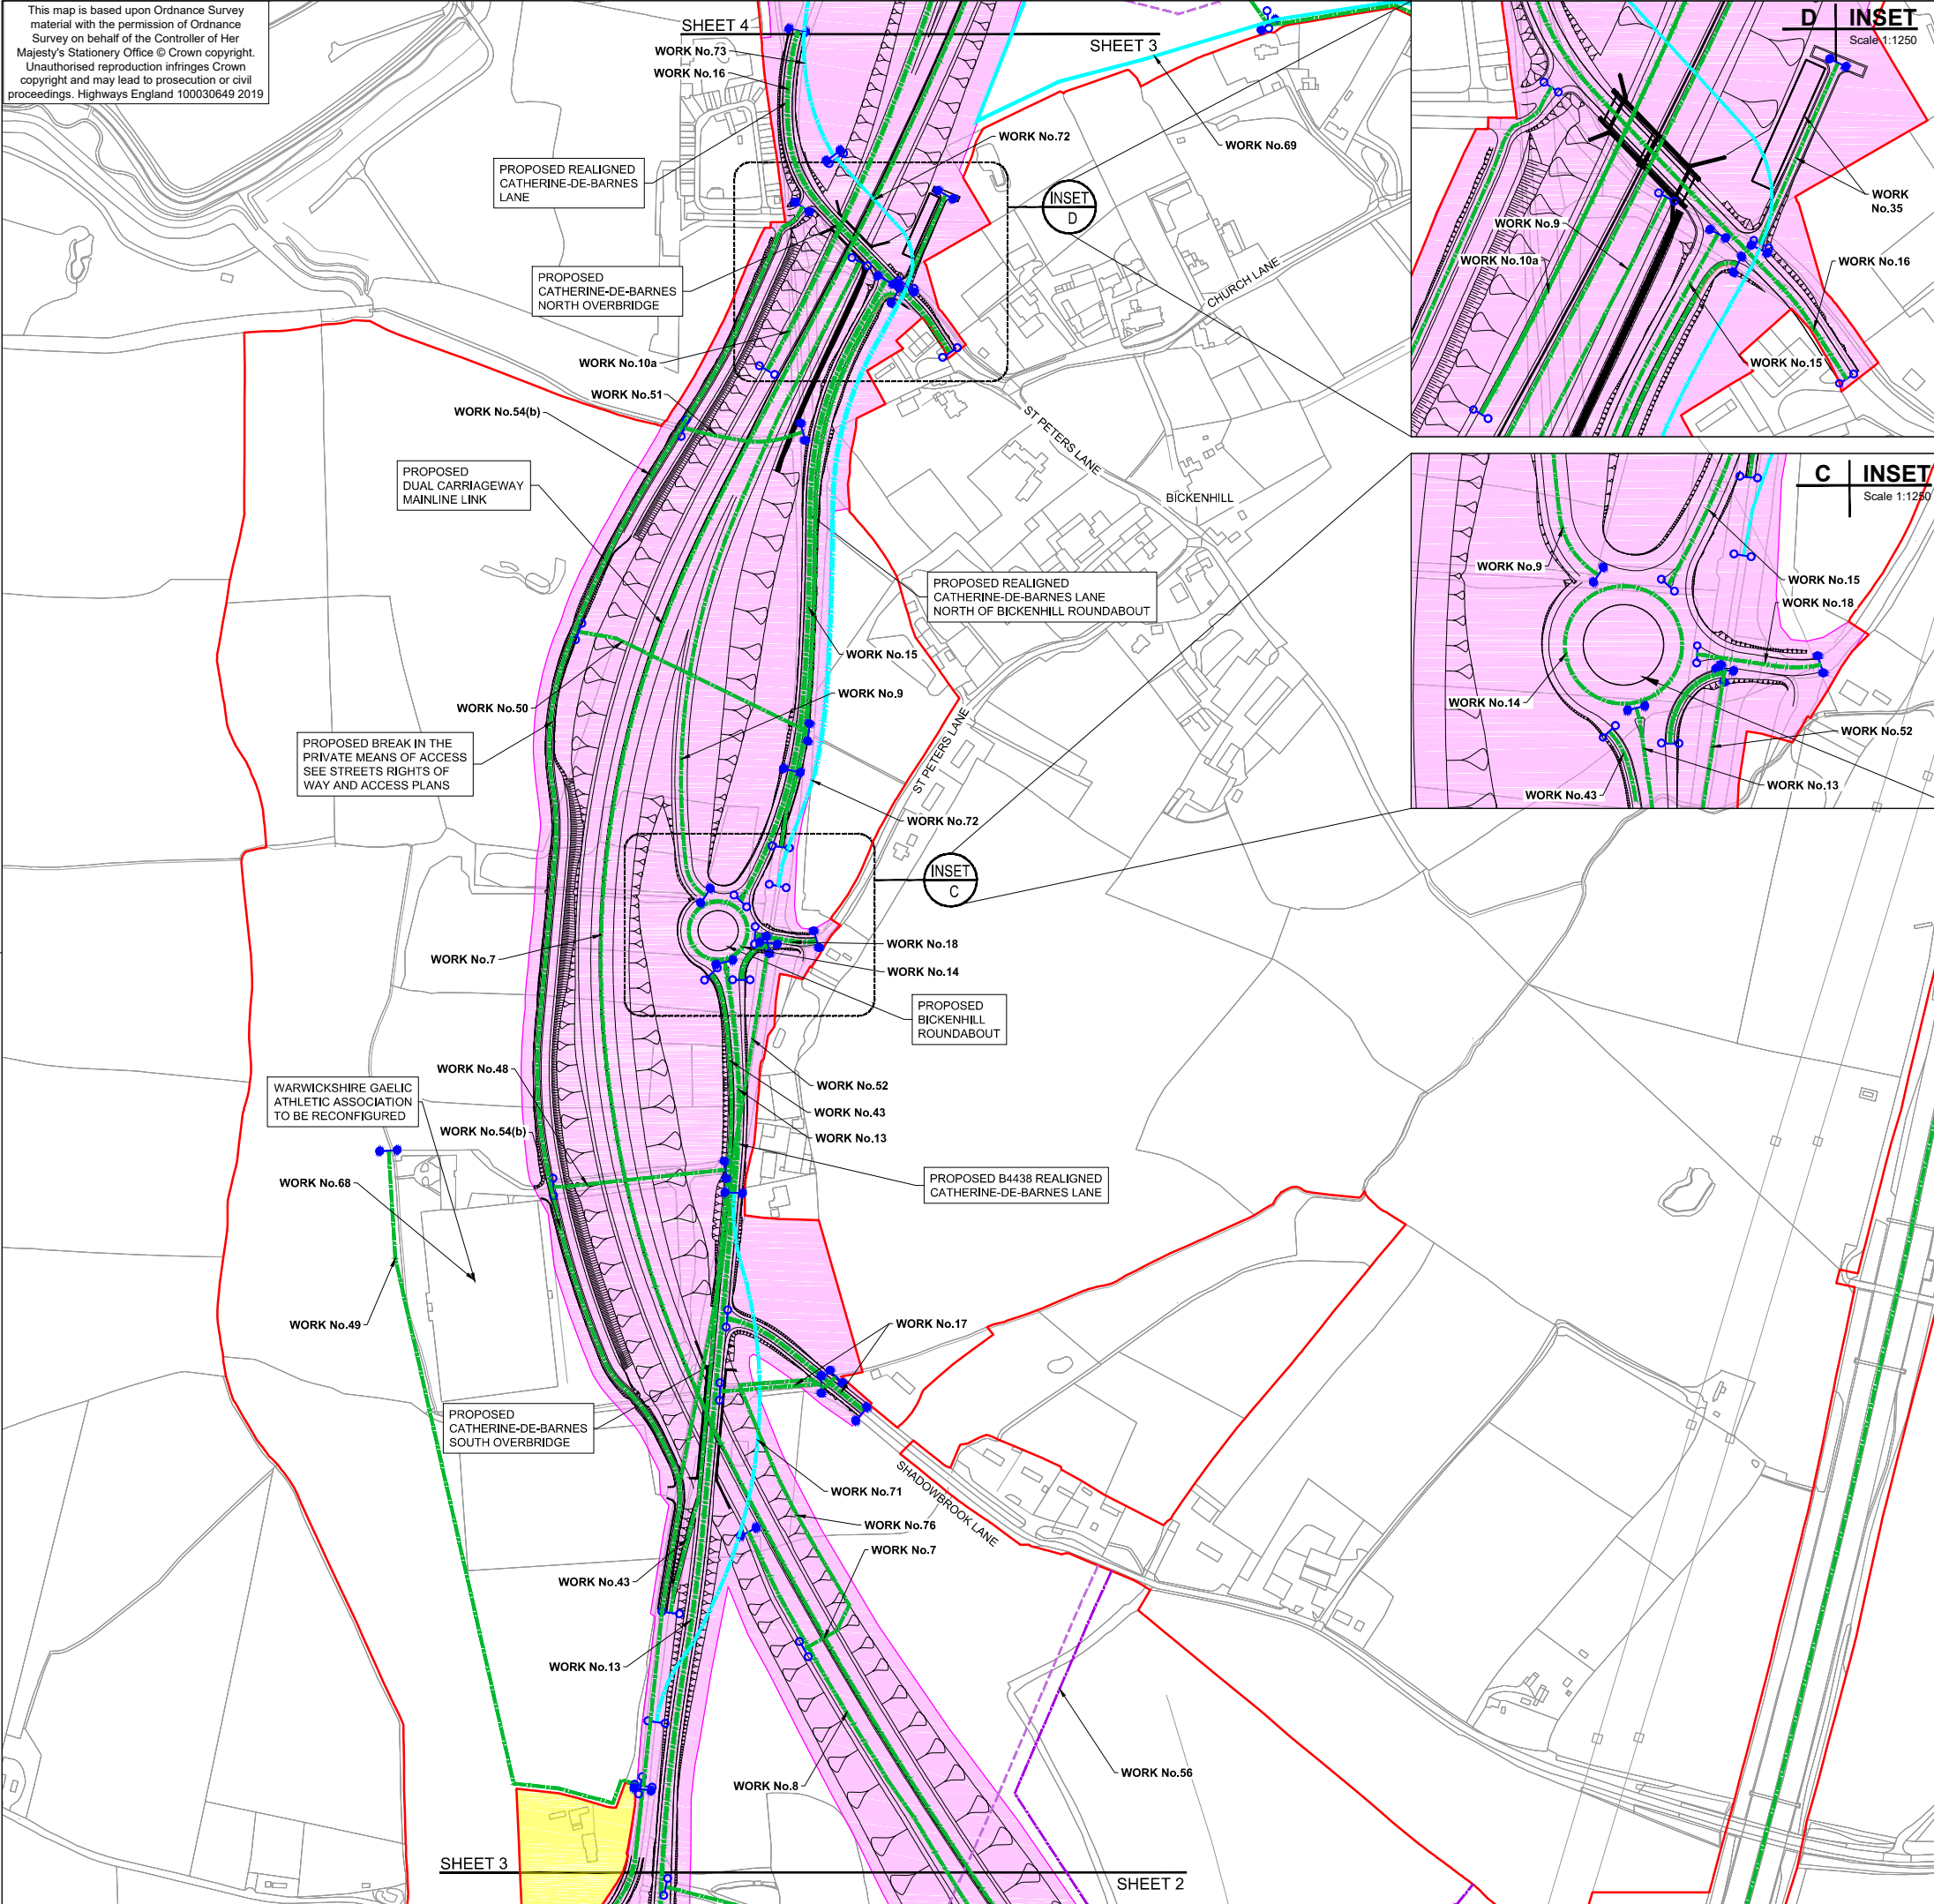 This map is based upon Ordnance Survey
material with the permission of Ordnance
Survey on behalf of the Controller of Her
Majesty's Stationery Office © Crown copyright.
Unauthorised reproduction infringes Crown
copyright and may lead to prosecution or civil
proceedings. Highways England 100030649 2019
SHEET 4
SHEET 3
WORK No.73
WORK No.16
WORK No.72
WORK No.69
PROPOSED REALIGNED
CATHERINE-DE-BARNES
LANE
INSET
D
PROPOSED
CATHERINE-DE-BARNES
NORTH OVERBRIDGE
CHURCH LANE
WORK No.10a
WORK No.51
WORK No.54(b)
ST PETERS LANE
PROPOSED
DUAL CARRIAGEWAY
MAINLINE LINK
BICKENHILL
PROPOSED REALIGNED
CATHERINE-DE-BARNES LANE
NORTH OF BICKENHILL ROUNDABOUT
WORK No.15
WORK No.9
WORK No.50
ST PETERS LANE
PROPOSED BREAK IN THE
PRIVATE MEANS OF ACCESS
SEE STREETS RIGHTS OF
WAY AND ACCESS PLANS
WORK No.72
INSET
C
WORK No.18
WORK No.7
WORK No.14
PROPOSED
BICKENHILL
ROUNDABOUT
WORK No.48
WORK No.52
WARWICKSHIRE GAELIC
ATHLETIC ASSOCIATION
TO BE RECONFIGURED
WORK No.43
WORK No.54(b)
WORK No.13
WORK No.68
PROPOSED B4438 REALIGNED
CATHERINE-DE-BARNES LANE
WORK No.49
WORK No.17
PROPOSED
CATHERINE-DE-BARNES
SOUTH OVERBRIDGE
SHADOWBROOK LANE
WORK No.71
WORK No.76
WORK No.7
WORK No.43
WORK No.13
WORK No.8
WORK No.56
SHEET 3
SHEET 2
D INSET
Scale 1:1250
WORK
No.35
WORK No.9
WORK No.10a
WORK No.16
WORK No.15
C INSET
Scale 1:1250
WORK No.9
WORK No.15
WORK No.18
WORK No.14
WORK No.52
WORK No.13
WORK No.43